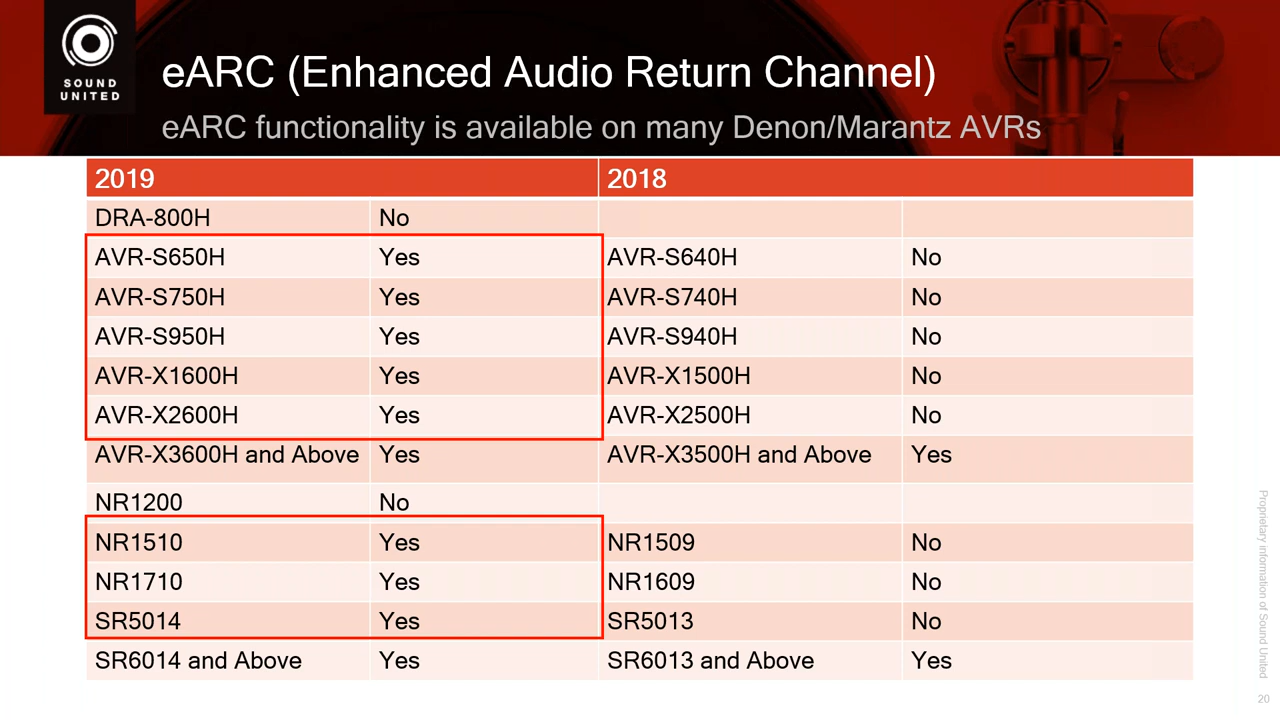 SOUND
UNITED
eARC (Enhanced Audio Return Channel)
eARC functionality is available on many Denon/Marantz AVRs
2019 2018
DRA-800H No
AVR-S650H Yes AVR-S640H No
AVR-S750H Yes AVR-S740H No
AVR-S950H Yes AVR-S940H No
AVR-X1600H Yes AVR-X1500H No
AVR-X2600H Yes AVR-X2500H No
AVR-X3600H and Above Yes AVR-X3500H and Above Yes
NR1200 No
NR1510 Yes NR1509 No
NR1710 Yes NR1609 No
SR5014 Yes SR5013 No
SR6014 and Above Yes SR6013 and Above Yes
Proprietary information of Sound United
20